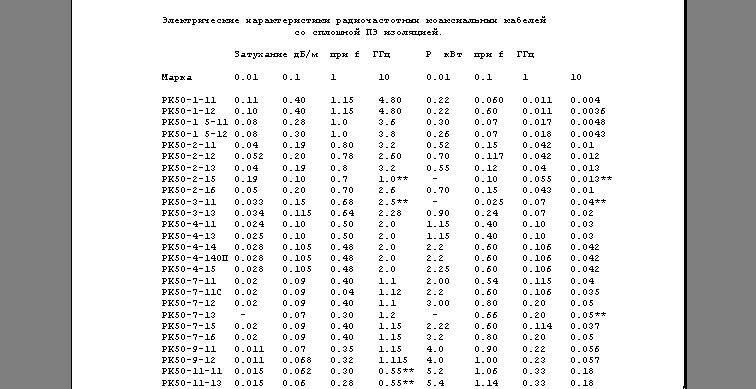 Электрические характеристики радиочастотных коаксиальных кабелей
со сплошной ПЭ изоляцией.
Затухание дБ/м при f ГГц P кВт при f ГГц
Марка 0.01 0.1 1 10 0.01 0.1 1 10
РК50-1-11 0.11 0.40 1.15 4.80 0.22 0.060 0.011 0.004
РК50-1-12 0.10 0.40 1.15 4.80 0.22 0.60 0.011 0.0036
РК50-1 5-11 0.08 0.28 1.0 3.6 0.30 0.07 0.017 0.0048
РК50-1 5-12 0.08 0.30 1.0 3.8 0.26 0.07 0.018 0.0043
РК50-2-11 0.04 0.19 0.80 3.2 0.52 0.15 0.042 0.01
РК50-2-12 0.052 0.20 0.78 2.60 0.70 0.117 0.042 0.012
РК50-2-13 0.04 0.19 0.8 3.2 0.55 0.12 0.04 0.013
РК50-2-15 0.19 0.10 0.7 1.0** - 0.10 0.055 0.013**
РК50-2-16 0.05 0.20 0.70 2.6 0.70 0.15 0.043 0.01
РК50-3-11 0.033 0.15 0.68 2.5** - 0.025 0.07 0.04**
РК50-3-13 0.034 0.115 0.64 2.28 0.90 0.24 0.07 0.02
РК50-4-11 0.024 0.10 0.50 2.0 1.15 0.40 0.10 0.03
РК50-4-13 0.025 0.10 0.50 2.0 1.15 0.40 0.10 0.03
РК50-4-14 0.028 0.105 0.48 2.0 2.2 0.60 0.106 0.042
РК50-4-140П 0.028 0.105 0.48 2.0 2.2 0.60 0.106 0.042
РК50-4-15 0.028 0.105 0.48 2.0 2.25 0.60 0.106 0.042
РК50-7-11 0.02 0.09 0.40 1.1 2.00 0.54 0.115 0.04
РК50-7-11С 0.02 0.09 0.04 1.12 2.2 0.60 0.106 0.035
РК50-7-12 0.02 0.09 0.40 1.1 3.00 0.80 0.20 0.05
РК50-7-13 - 0.07 0.30 1.2 - 0.66 0.20 0.05**
РК50-7-15 0.02 0.09 0.40 1.15 2.22 0.60 0.114 0.037
РК50-7-16 0.02 0.09 0.40 1.15 3.2 0.80 0.20 0.05
РК50-9-11 0.011 0.07 0.35 1.15 4.0 0.90 0.22 0.056
РК50-9-12 0.011 0.068 0.32 1.115 4.0 1.00 0.23 0.057
РК50-11-11 0.015 0.062 0.30 0.55** 5.2 1.06 0.33 0.18
РК50-11-13 0.015 0.06 0.28 0.55** 5.4 1.14 0.33 0.18